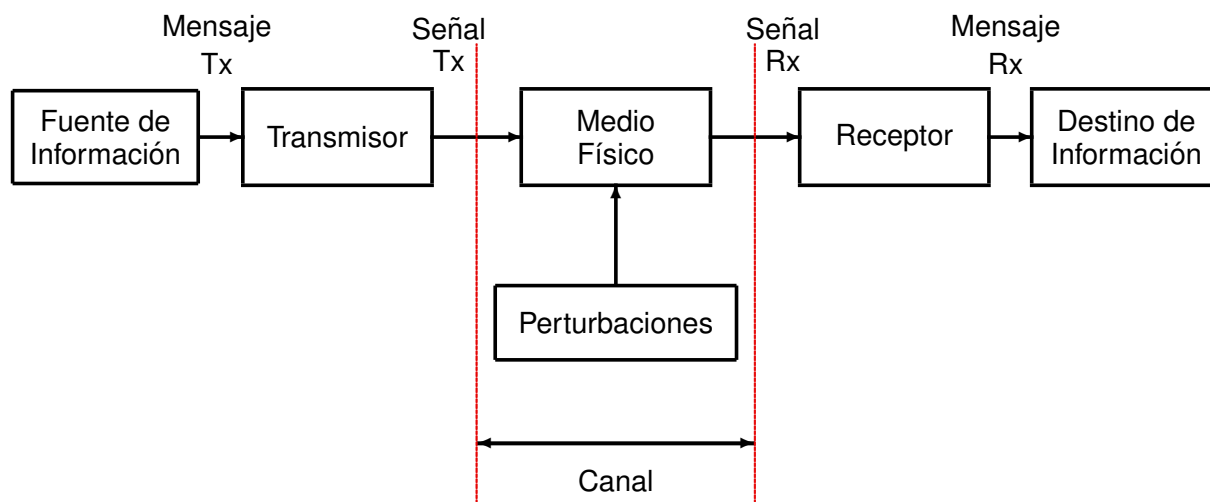 Mensaje
Tx
Señal
Tx
Señal
Rx
Mensaje
Rx
Fuente de
Información
Transmisor
Medio
Físico
Receptor
Destino de
Información
Perturbaciones
Canal